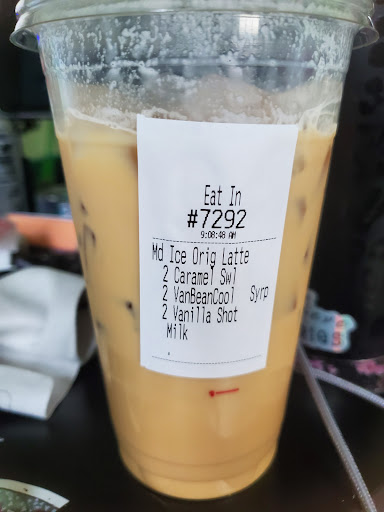 Eat In
#7292
9:08:48 AM
Md Ice Orig Latte
2 Caramel Swl
2 VanBeanCool Syrp
2 Vanilla Shot
Milk